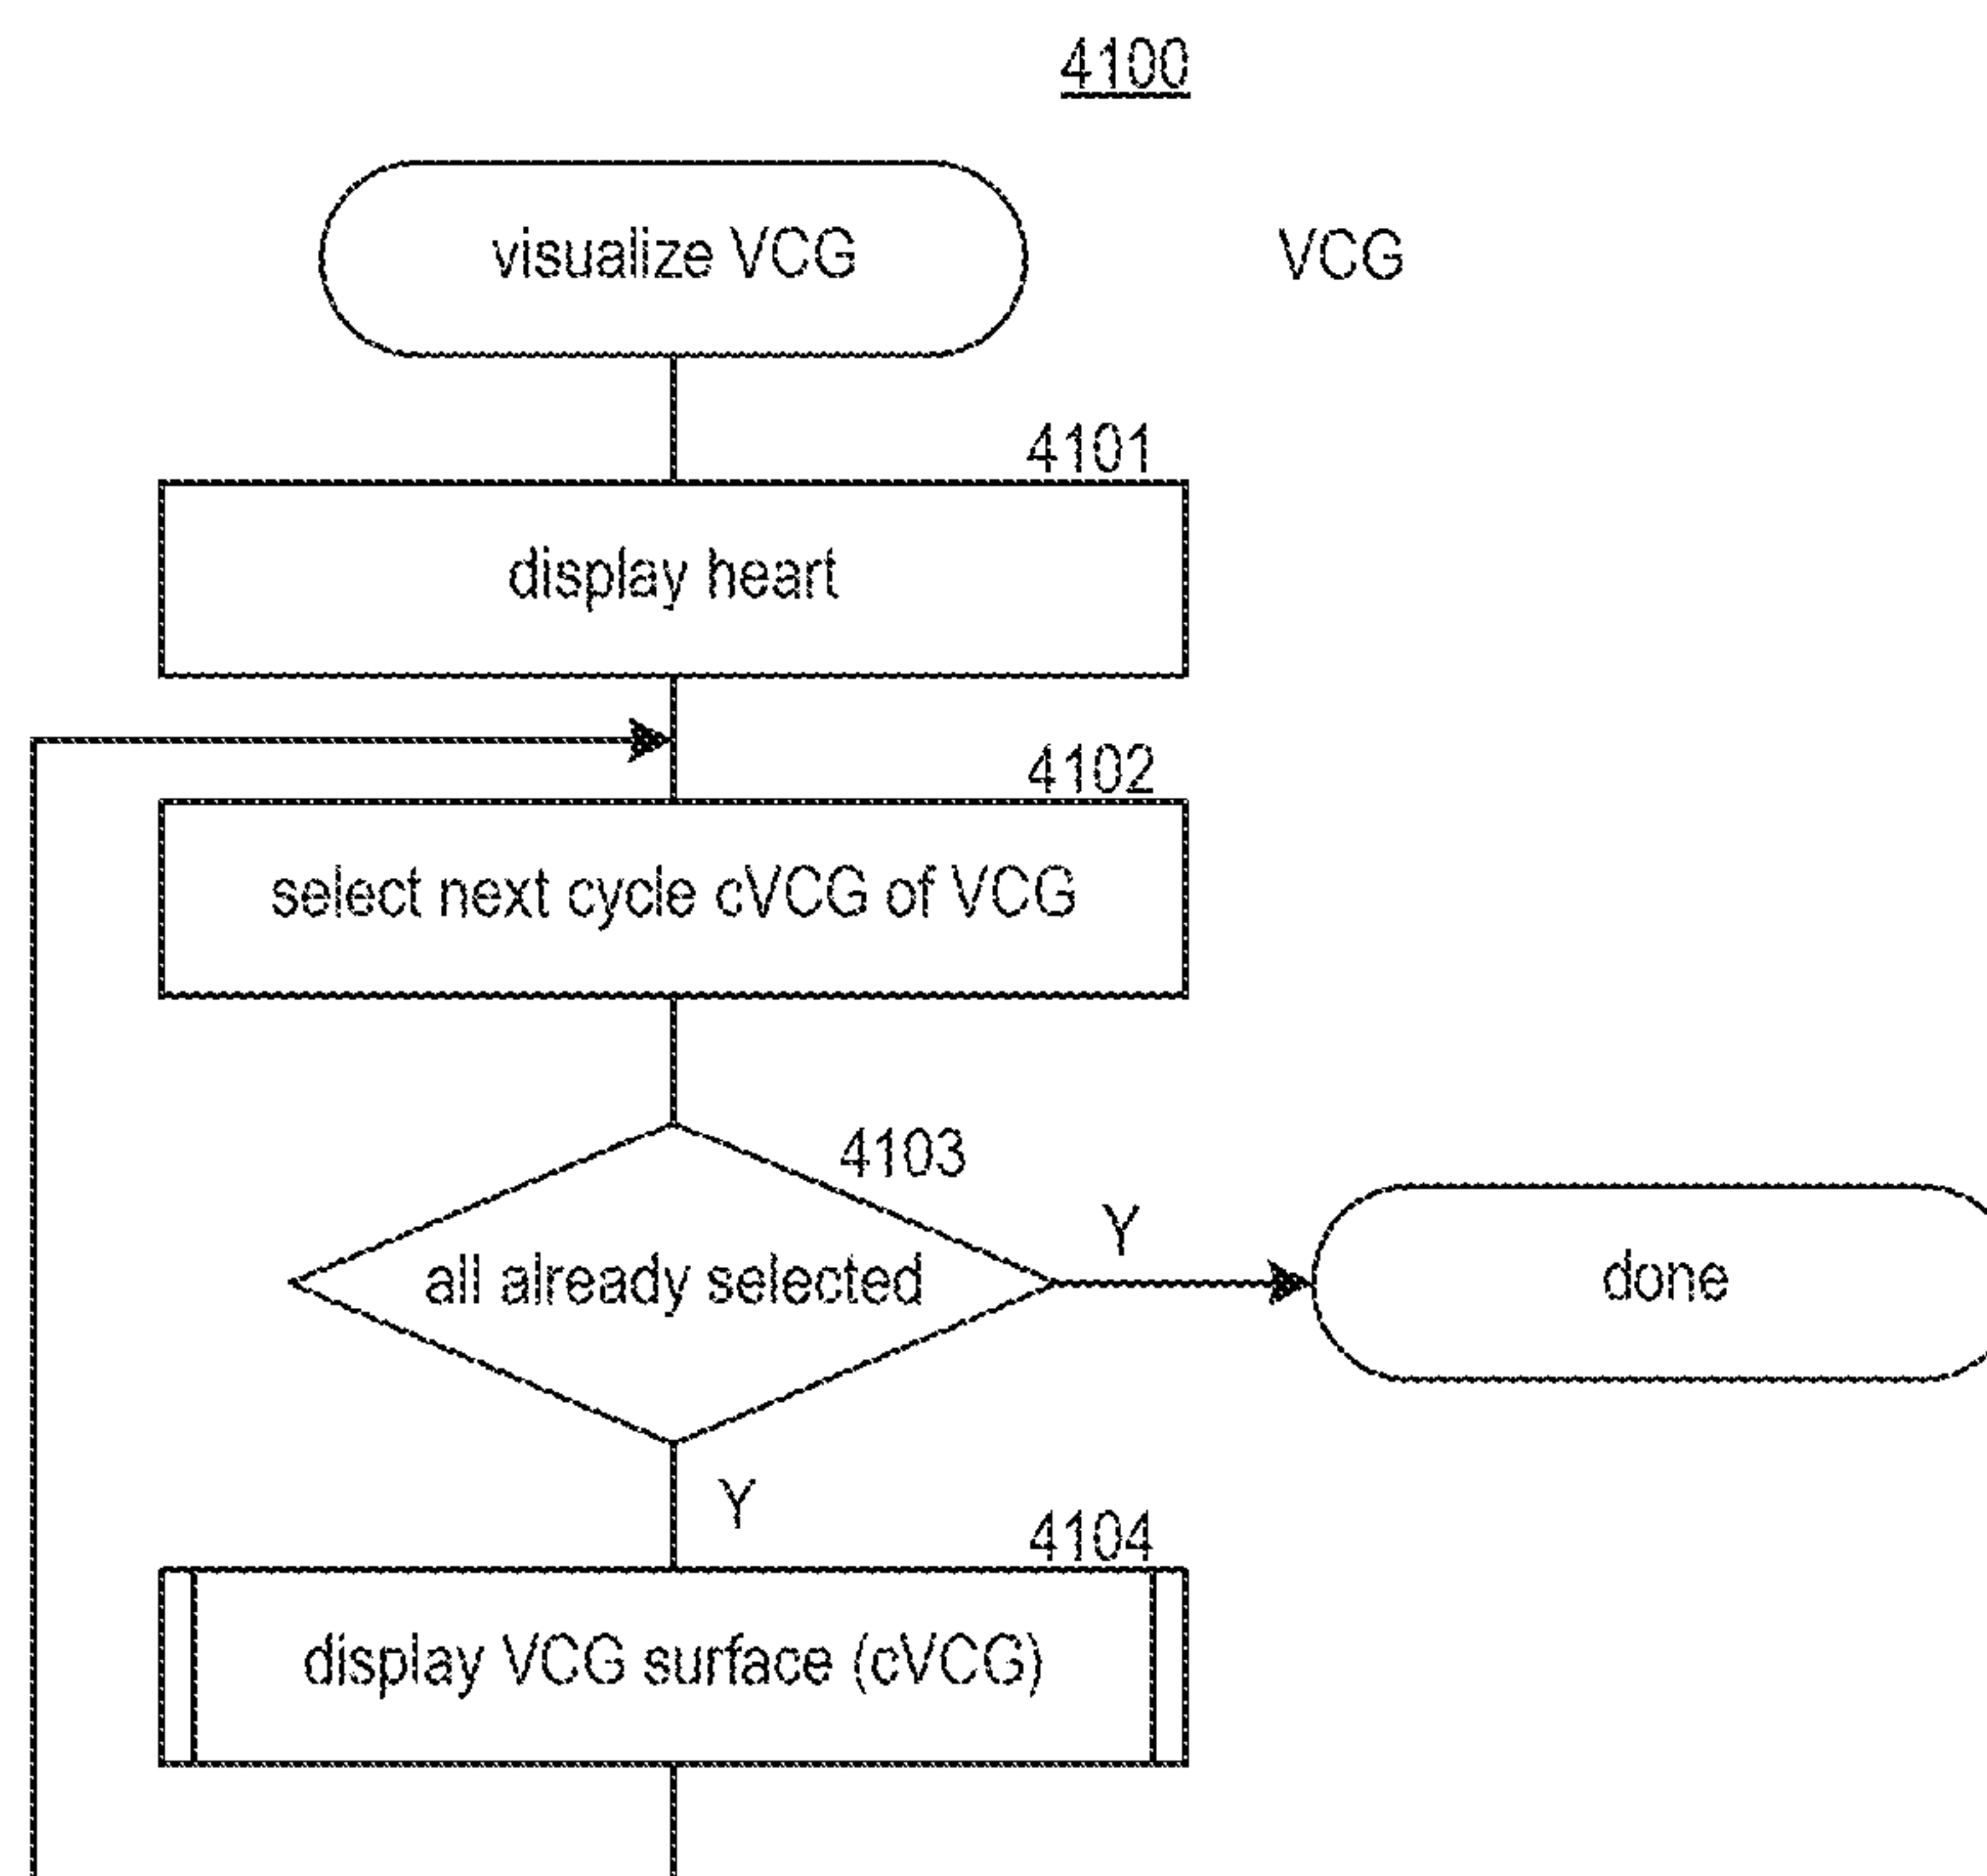 4100
visualize VCG
VCG
4101
display heart
4102
select next cycle cVCG of VCG
4103
Y
all already selected
done
Y
4104
display VCG surface (cVCG)